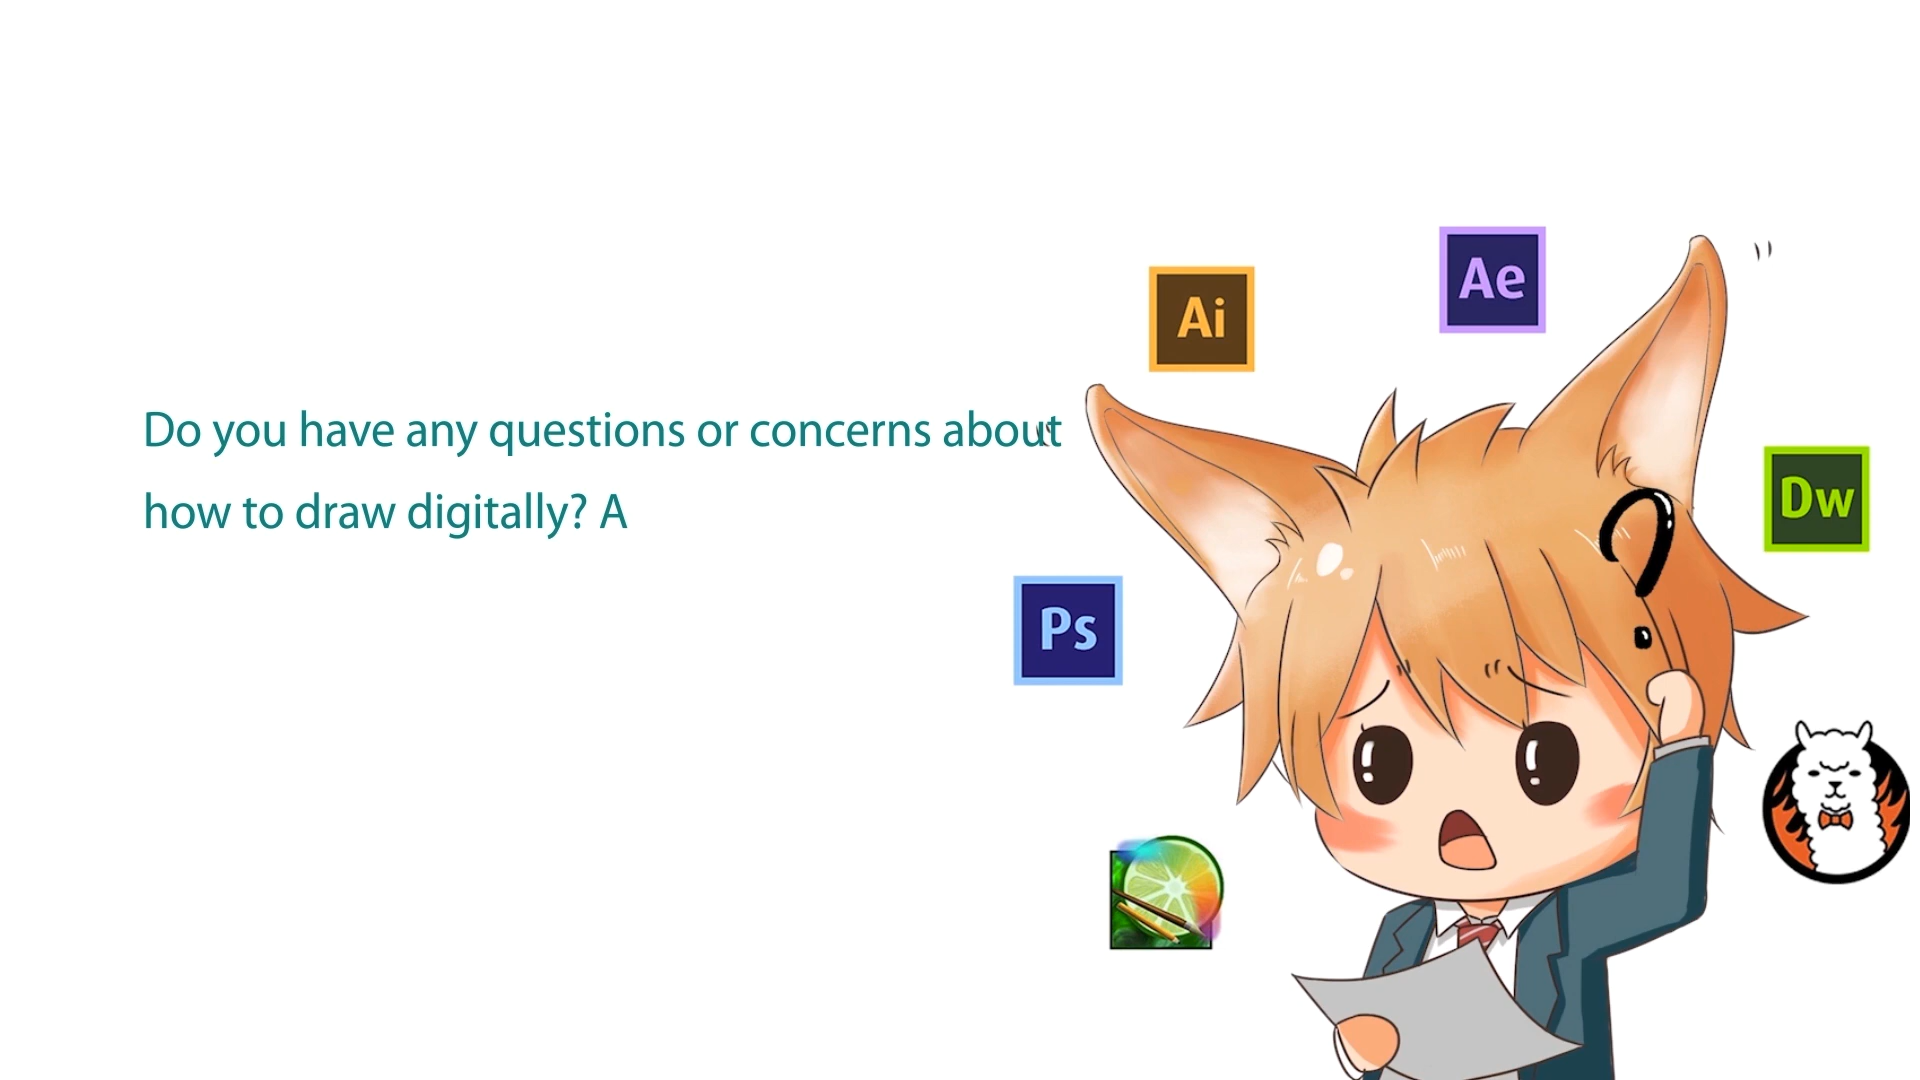 Do you have any questions or concerns about
how to draw digitally? A
Ai
Ae
Dw
Ps
?